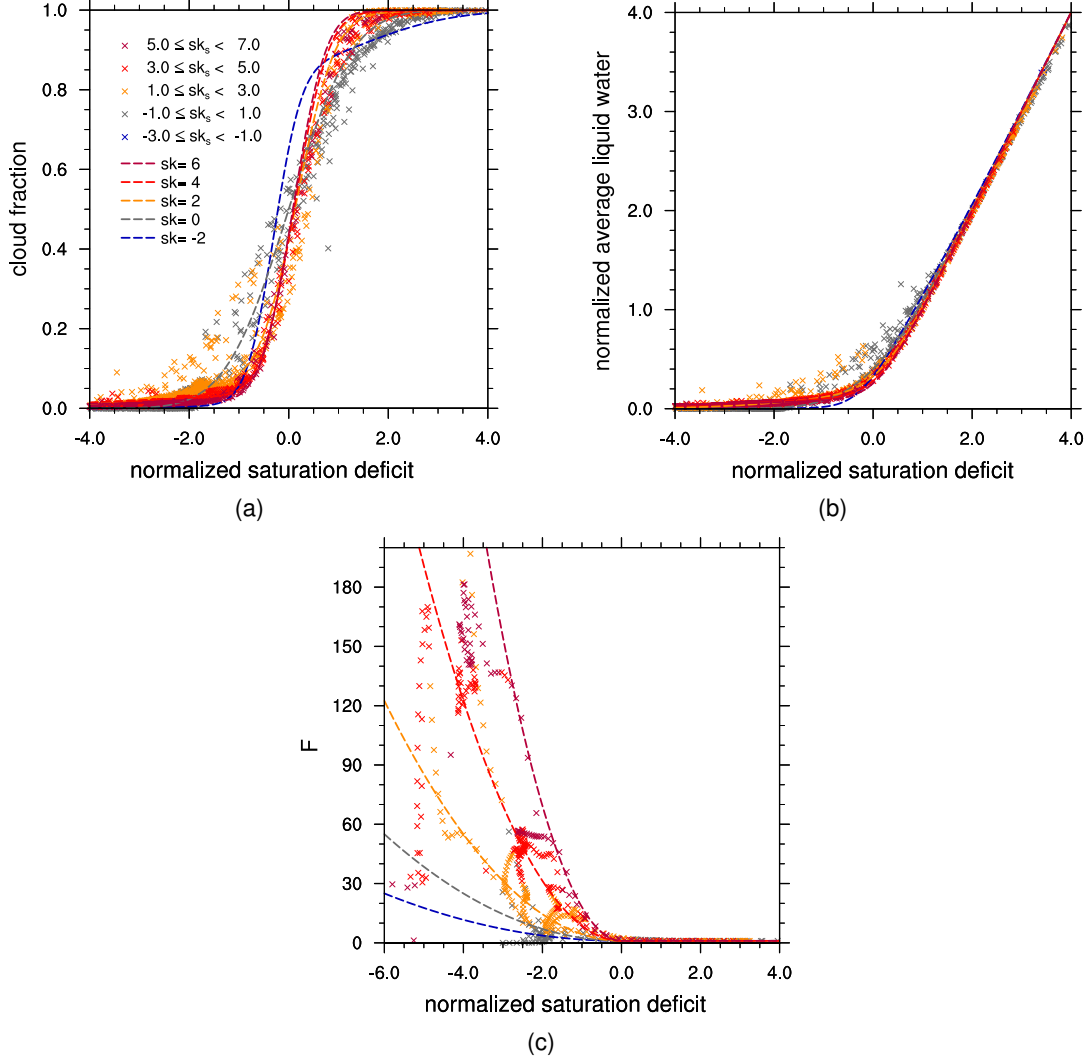 1.0
0.8
0.6
0.4
0.2
0.0
cloud fraction
5.0 ≤ sks < 7.0
3.0 ≤ sks < 5.0
1.0 ≤ sks < 3.0
-1.0 ≤ sks < 1.0
-3.0 ≤ sks < -1.0
sk= 6
sk= 4
sk= 2
sk= 0
sk= -2
-4.0 -2.0 0.0 2.0 4.0
normalized saturation deficit
(a)
4.0
3.0
2.0
1.0
0.0
normalized average liquid water
-4.0 -2.0 0.0 2.0 4.0
normalized saturation deficit
(b)
180
150
120
90
60
30
0
F
-6.0 -4.0 -2.0 0.0 2.0 4.0
normalized saturation deficit
(c)